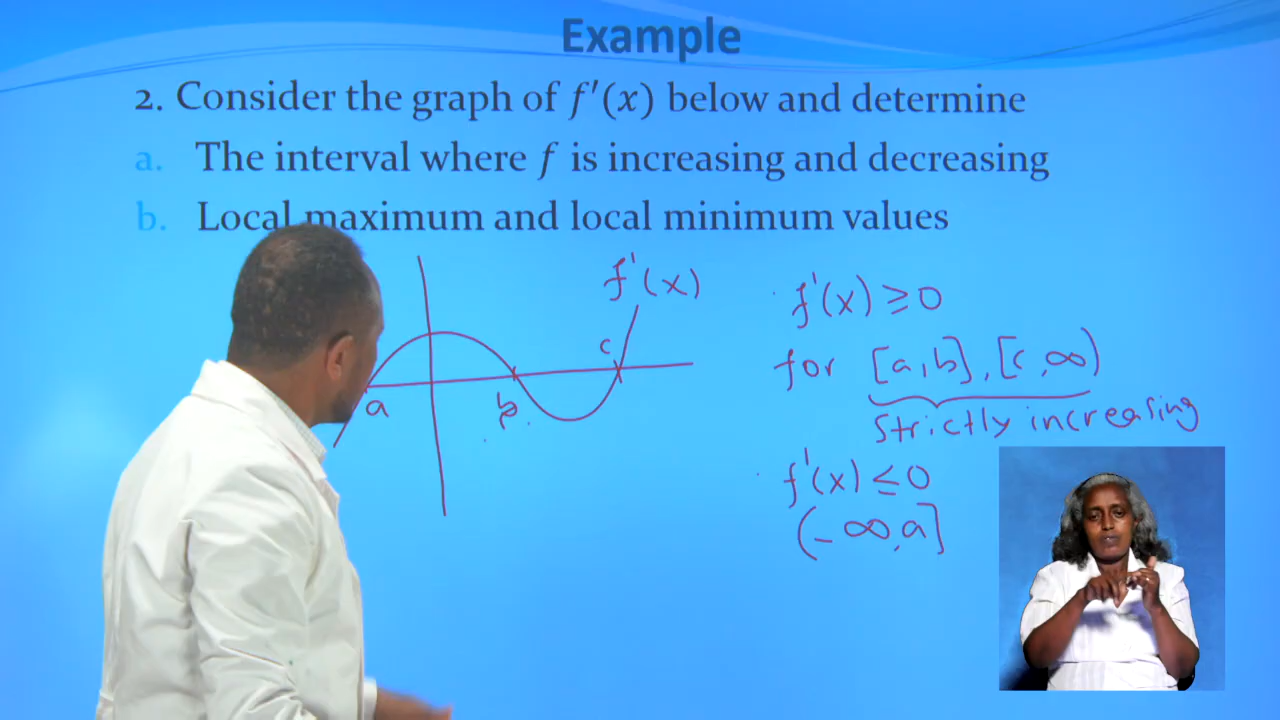 Example
2. Consider the graph of f′(x) below and determine
a. The interval where f is increasing and decreasing
b. Local maximum and local minimum values
f'(x)
a
b
c
f'(x) ≥ 0
for [a,b], [c, ∞)
strictly increasing
f'(x) ≤ 0
(-∞, a]